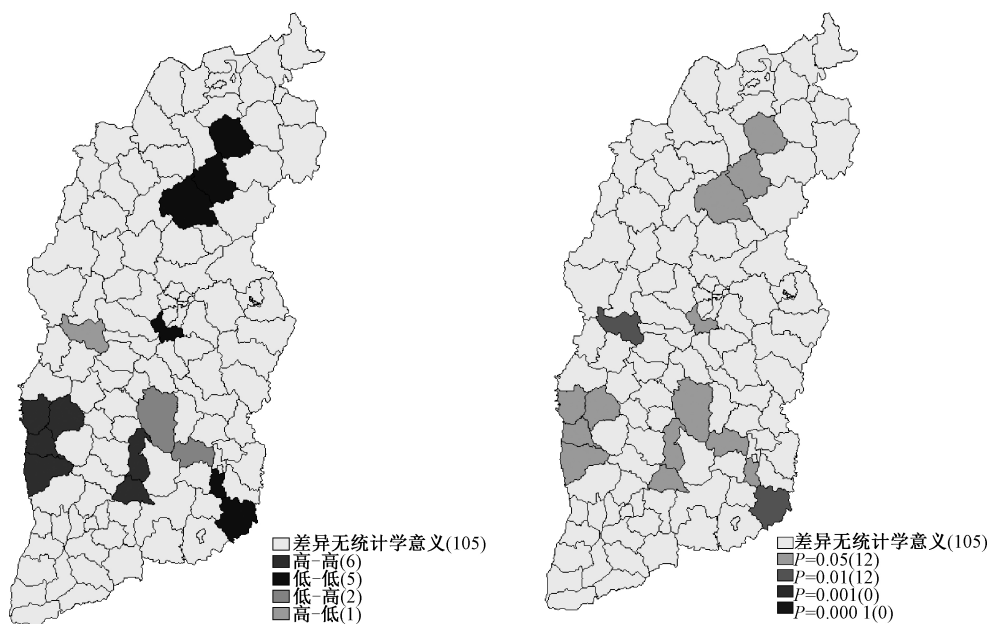 差异无统计学意义(105)
高-高(6)
低-低(5)
低-高(2)
高-低(1)
差异无统计学意义(105)
P=0.05(12)
P=0.01(12)
P=0.001(0)
P=0.000 1(0)